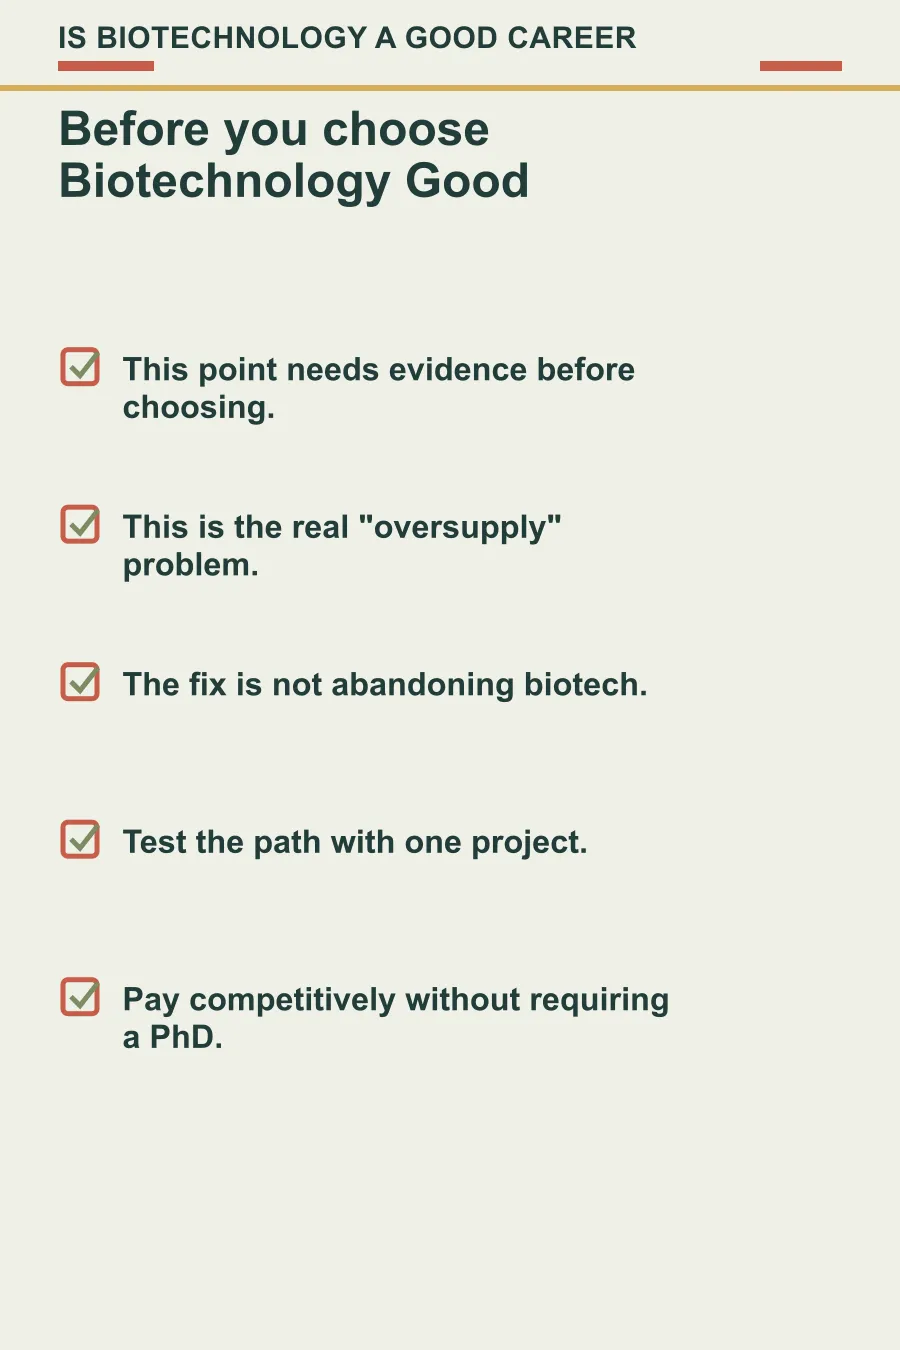 IS BIOTECHNOLOGY A GOOD CAREER
Before you choose
Biotechnology Good
This point needs evidence before
choosing.
This is the real "oversupply"
problem.
The fix is not abandoning biotech.
Test the path with one project.
Pay competitively without requiring
a PhD.